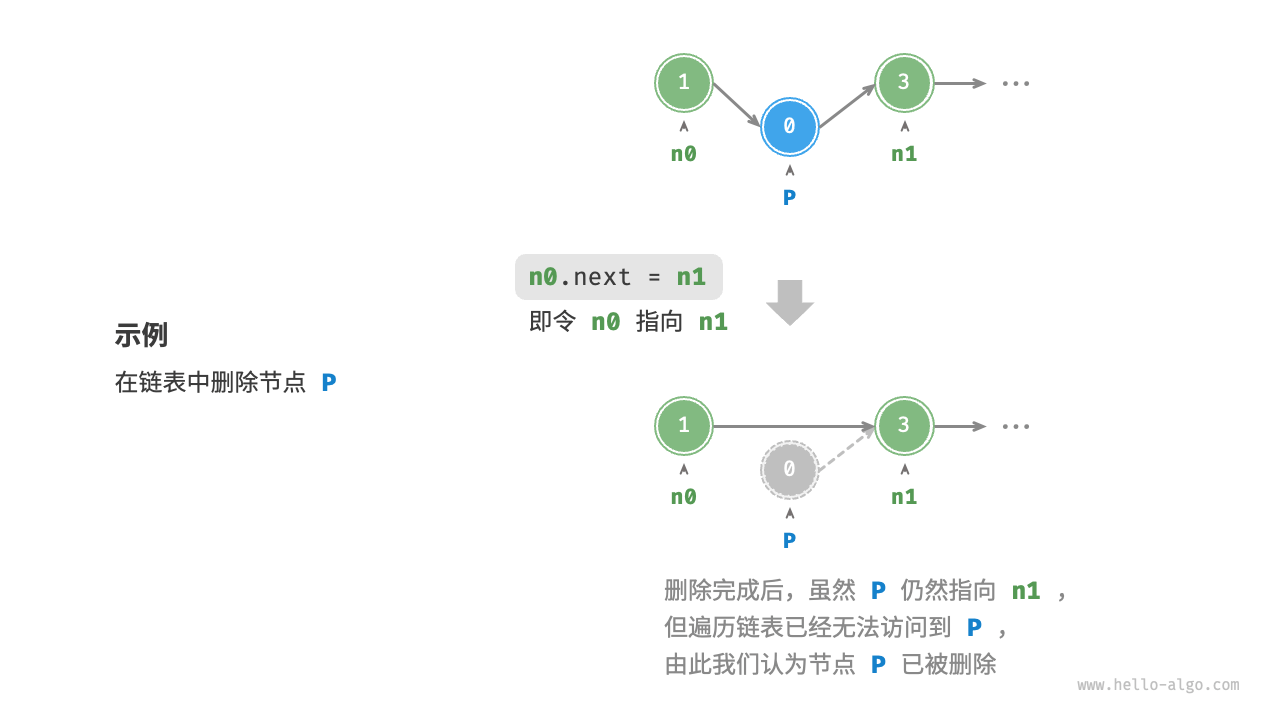 1
0
3
...
n0
n1
P
n0.next = n1
即令 n0 指向 n1
示例
在链表中删除节点 P
1
0
3
...
n0
n1
P
删除完成后，虽然 P 仍然指向 n1 ，
但遍历链表已经无法访问到 P ，
由此我们认为节点 P 已被删除
www.hello-algo.com